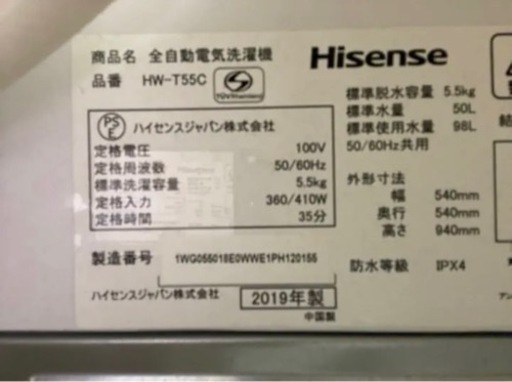 商品名 全自動電気洗濯機
品番 HW-T55C
Hisense
PSE
ハイセンスジャパン株式会社
定格電圧 100V
定格周波数 50/60Hz
標準洗濯容量 5.5kg
定格入力 360/410W
定格時間 35分
標準脱水容量 5.5kg
標準水量 50L
標準使用水量 98L
50/60Hz共用
外形寸法
幅 540mm
奥行 540mm
高さ 940mm
製造番号 1WG055018E0WWE1PH120155
防水等級 IPX4
ハイセンスジャパン株式会社
2019年製
中国製